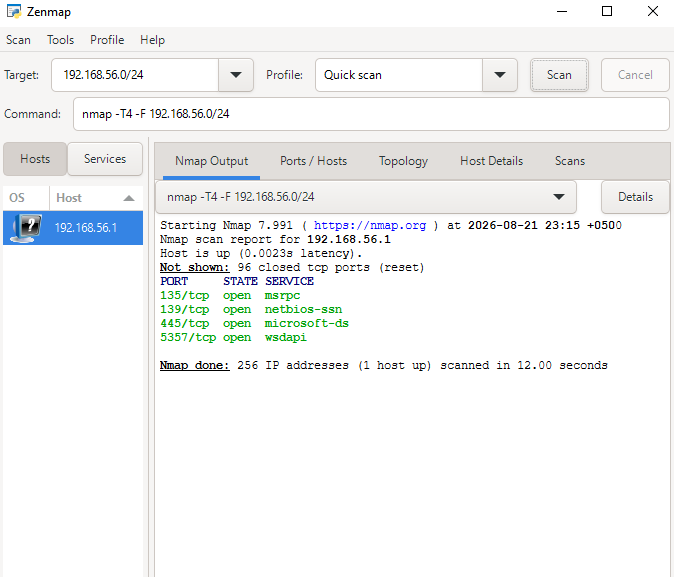 Zenmap
Scan Tools Profile Help
Target: 192.168.56.0/24 Profile: Quick scan Scan Cancel
Command: nmap -T4 -F 192.168.56.0/24
Hosts Services
Nmap Output Ports / Hosts Topology Host Details Scans
OS Host
192.168.56.1
nmap -T4 -F 192.168.56.0/24 Details
Starting Nmap 7.991 ( https://nmap.org ) at 2026-08-21 23:15 +0500
Nmap scan report for 192.168.56.1
Host is up (0.0023s latency).
Not shown: 96 closed tcp ports (reset)
PORT STATE SERVICE
135/tcp open msrpc
139/tcp open netbios-ssn
445/tcp open microsoft-ds
5357/tcp open wsdapi
Nmap done: 256 IP addresses (1 host up) scanned in 12.00 seconds